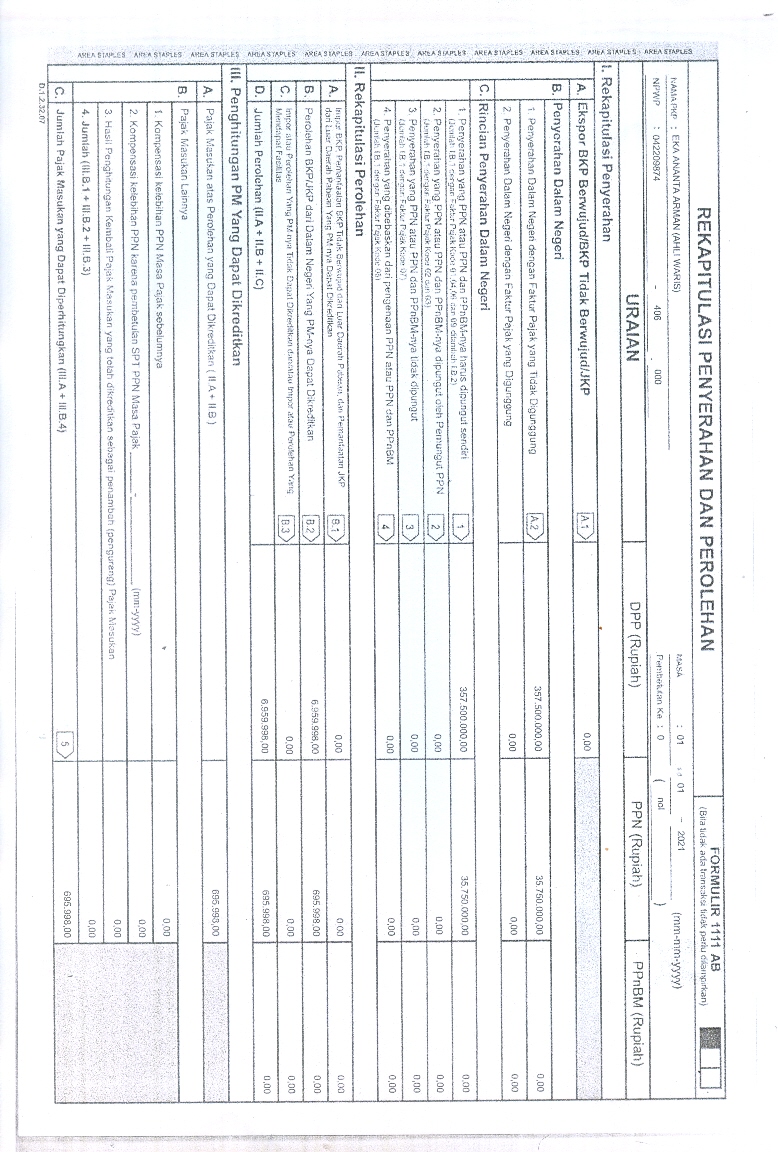 AREA STAPLES AREA STAPLES AREA STAPLES AREA STAPLES AREA STAPLES AREA STAPLES AREA STAPLES AREA STAPLES AREA STAPLES AREA STAPLES AREA STAPLES
REKAPITULASI PENYERAHAN DAN PEROLEHAN
FORMULIR 1111 AB
(Bila tidak ada transaksi tidak perlu dilampirkan)
NAMA PKP : EKA ANANTA ARMAN (AHLI WARIS)
MASA : 01 s.d 01 - 2021 (mm-mm-yyyy)
NPWP : 042209874 - 406 . 000
Pembetulan Ke : 0 ( nol )
URAIAN DPP (Rupiah) PPN (Rupiah) PPnBM (Rupiah)
I. Rekapitulasi Penyerahan
A. Ekspor BKP Berwujud/BKP Tidak Berwujud/JKP A.1 0,00
B. Penyerahan Dalam Negeri
1. Penyerahan Dalam Negeri dengan Faktur Pajak yang Tidak Digunggung A.2 357.500.000,00 35.750.000,00 0,00
2. Penyerahan Dalam Negeri dengan Faktur Pajak yang Digunggung 0,00 0,00 0,00
C. Rincian Penyerahan Dalam Negeri
1. Penyerahan yang PPN atau PPN dan PPnBM-nya harus dipungut sendiri 1 357.500.000,00 35.750.000,00 0,00
(Jumlah I.B.1 dengan Faktur Pajak Kode 01,04,06 dan 09 ditambah I.B.2)
2. Penyerahan yang PPN atau PPN dan PPnBM-nya dipungut oleh Pemungut PPN 2 0,00 0,00 0,00
(Jumlah I.B.1 dengan Faktur Pajak Kode 02 dan 03)
3. Penyerahan yang PPN atau PPN dan PPnBM-nya tidak dipungut 3 0,00 0,00 0,00
(Jumlah I.B.1 dengan Faktur Pajak Kode 07)
4. Penyerahan yang dibebaskan dari pengenaan PPN atau PPN dan PPnBM 4 0,00 0,00 0,00
(Jumlah I.B.1 dengan Faktur Pajak Kode 08)
II. Rekapitulasi Perolehan
A. Impor BKP, Pemanfaatan BKP Tidak Berwujud dari Luar Daerah Pabean, dan Pemanfaatan JKP
dari Luar Daerah Pabean Yang PM-nya Dapat Dikreditkan B.1 0,00 0,00 0,00
B. Perolehan BKP/JKP dari Dalam Negeri Yang PM-nya Dapat Dikreditkan B.2 6.959.998,00 695.998,00 0,00
C. Impor atau Perolehan Yang PM-nya Tidak Dapat Dikreditkan dan/atau Impor atau Perolehan Yang
Mendapat Fasilitas B.3 0,00 0,00 0,00
D. Jumlah Perolehan (II.A + II.B + II.C) 6.959.998,00 695.998,00 0,00
III. Penghitungan PM Yang Dapat Dikreditkan
A. Pajak Masukan atas Perolehan yang Dapat Dikreditkan ( II.A + II.B ) 695.998,00
B. Pajak Masukan Lainnya
1. Kompensasi kelebihan PPN Masa Pajak sebelumnya 0,00
2. Kompensasi kelebihan PPN karena pembetulan SPT PPN Masa Pajak - (mm-yyyy) 0,00
3. Hasil Penghitungan Kembali Pajak Masukan yang telah dikreditkan sebagai penambah (pengurang) Pajak Masukan 0,00
4. Jumlah (III.B.1 + III.B.2 + III.B.3) 0,00
C. Jumlah Pajak Masukan yang Dapat Diperhitungkan (III.A + III.B.4) 5 695.998,00
D.1.2.32.07